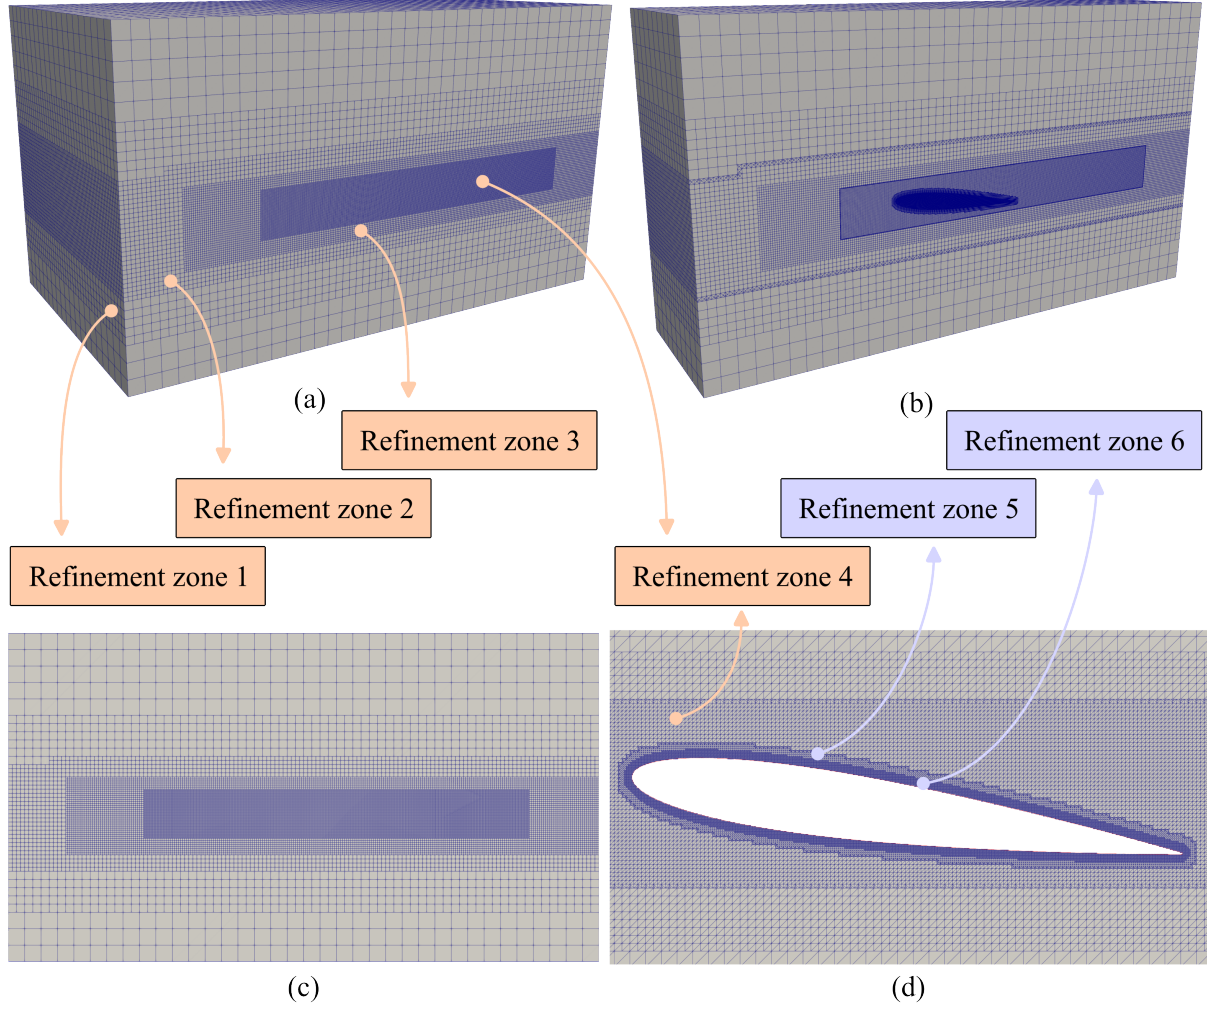 (a)
(b)
Refinement zone 3
Refinement zone 6
Refinement zone 2
Refinement zone 5
Refinement zone 1
Refinement zone 4
(c)
(d)